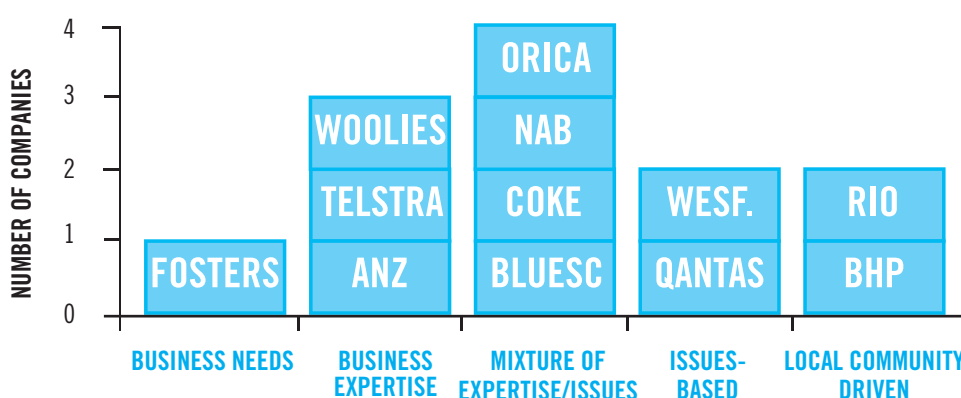 NUMBER OF COMPANIES
4
3
2
1
0
ORICA
WOOLIES
NAB
TELSTRA
COKE
WESF.
RIO
FOSTERS
ANZ
BLUESC
QANTAS
BHP
BUSINESS NEEDS
BUSINESS
EXPERTISE
MIXTURE OF
EXPERTISE/ISSUES
ISSUES-
BASED
LOCAL COMMUNITY
DRIVEN